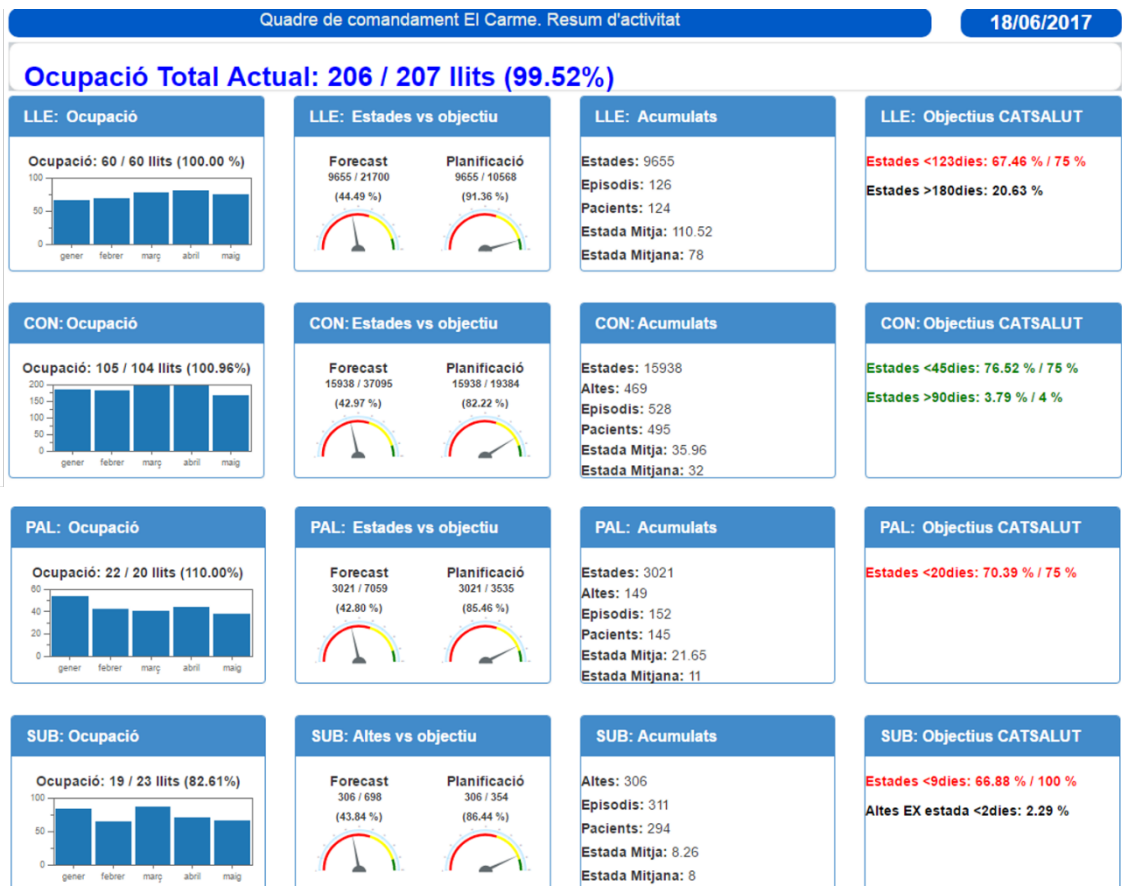 Quadre de comandament El Carme. Resum d'activitat
18/06/2017
Ocupació Total Actual: 206 / 207 llits (99.52%)
LLE: Ocupació
Ocupació: 60 / 60 llits (100.00 %)
100
50
0
gener febrer març abril maig
LLE: Estades vs objectiu
Forecast
9655 / 21700
(44.49 %)
Planificació
9655 / 10568
(91.36 %)
LLE: Acumulats
Estades: 9655
Episodis: 126
Pacients: 124
Estada Mitja: 110.52
Estada Mitjana: 78
LLE: Objectius CATSALUT
Estades <123dies: 67.46 % / 75 %
Estades >180dies: 20.63 %
CON: Ocupació
Ocupació: 105 / 104 llits (100.96%)
200
150
100
50
0
gener febrer març abril maig
CON: Estades vs objectiu
Forecast
15938 / 37095
(42.97 %)
Planificació
15938 / 19384
(82.22 %)
CON: Acumulats
Estades: 15938
Altes: 469
Episodis: 528
Pacients: 495
Estada Mitja: 35.96
Estada Mitjana: 32
CON: Objectius CATSALUT
Estades <45dies: 76.52 % / 75 %
Estades >90dies: 3.79 % / 4 %
PAL: Ocupació
Ocupació: 22 / 20 llits (110.00%)
60
40
20
0
gener febrer març abril maig
PAL: Estades vs objectiu
Forecast
3021 / 7059
(42.80 %)
Planificació
3021 / 3535
(85.46 %)
PAL: Acumulats
Estades: 3021
Altes: 149
Episodis: 152
Pacients: 145
Estada Mitja: 21.65
Estada Mitjana: 11
PAL: Objectius CATSALUT
Estades <20dies: 70.39 % / 75 %
SUB: Ocupació
Ocupació: 19 / 23 llits (82.61%)
100
50
0
gener febrer març abril maig
SUB: Altes vs objectiu
Forecast
306 / 698
(43.84 %)
Planificació
306 / 354
(86.44 %)
SUB: Acumulats
Altes: 306
Episodis: 311
Pacients: 294
Estada Mitja: 8.26
Estada Mitjana: 8
SUB: Objectius CATSALUT
Estades <9dies: 66.88 % / 100 %
Altes EX estada <2dies: 2.29 %